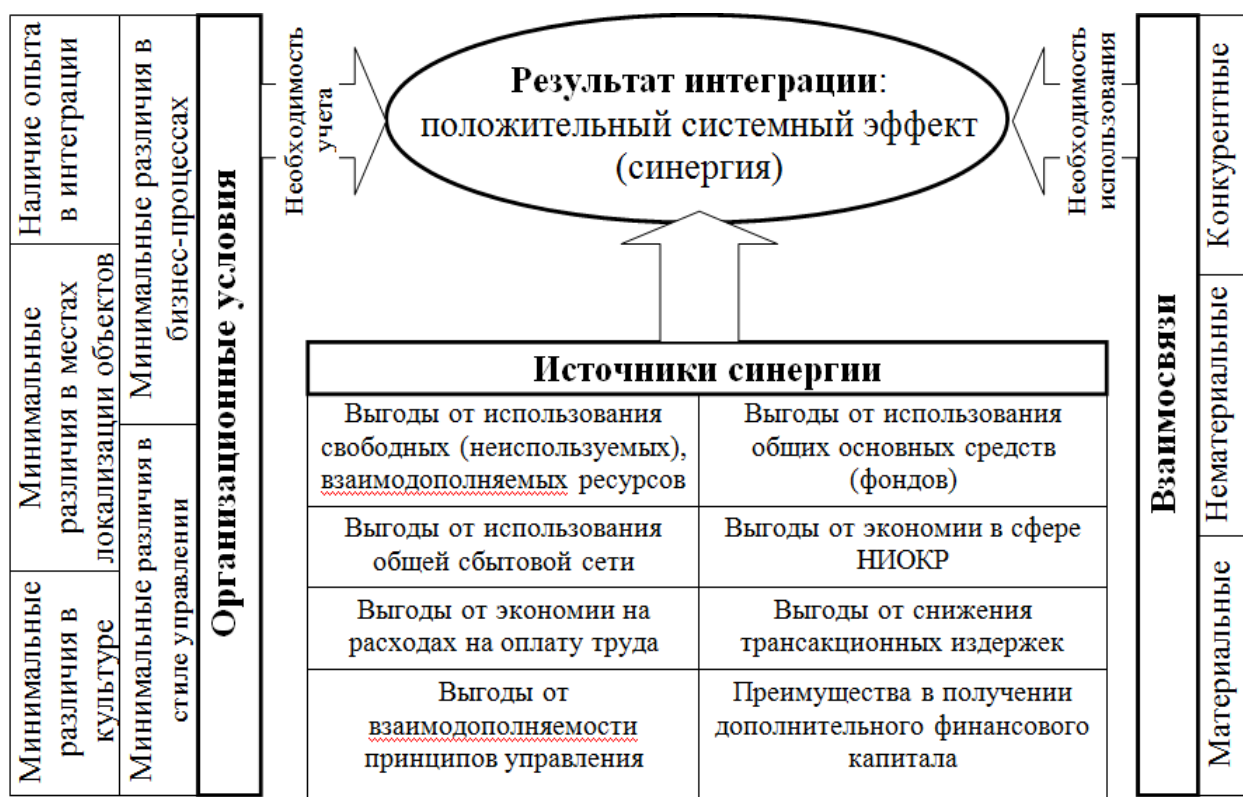 Наличие опыта
в интеграции
Минимальные
различия в местах
локализации объектов
Минимальные
различия в
культуре
Минимальные различия в
бизнес-процессах
Минимальные различия в
стиле управлении
Организационные условия
Необходимость
учета
Результат интеграции:
положительный системный эффект
(синергия)
Необходимость
использования
Источники синергии
Выгоды от использования
свободных (неиспользуемых),
взаимодополняемых ресурсов
Выгоды от использования
общих основных средств
(фондов)
Выгоды от использования
общей сбытовой сети
Выгоды от экономии в сфере
НИОКР
Выгоды от экономии на
расходах на оплату труда
Выгоды от снижения
трансакционных издержек
Выгоды от
взаимодополняемости
принципов управления
Преимущества в получении
дополнительного финансового
капитала
Взаимосвязи
Конкурентные
Нематериальные
Материальные